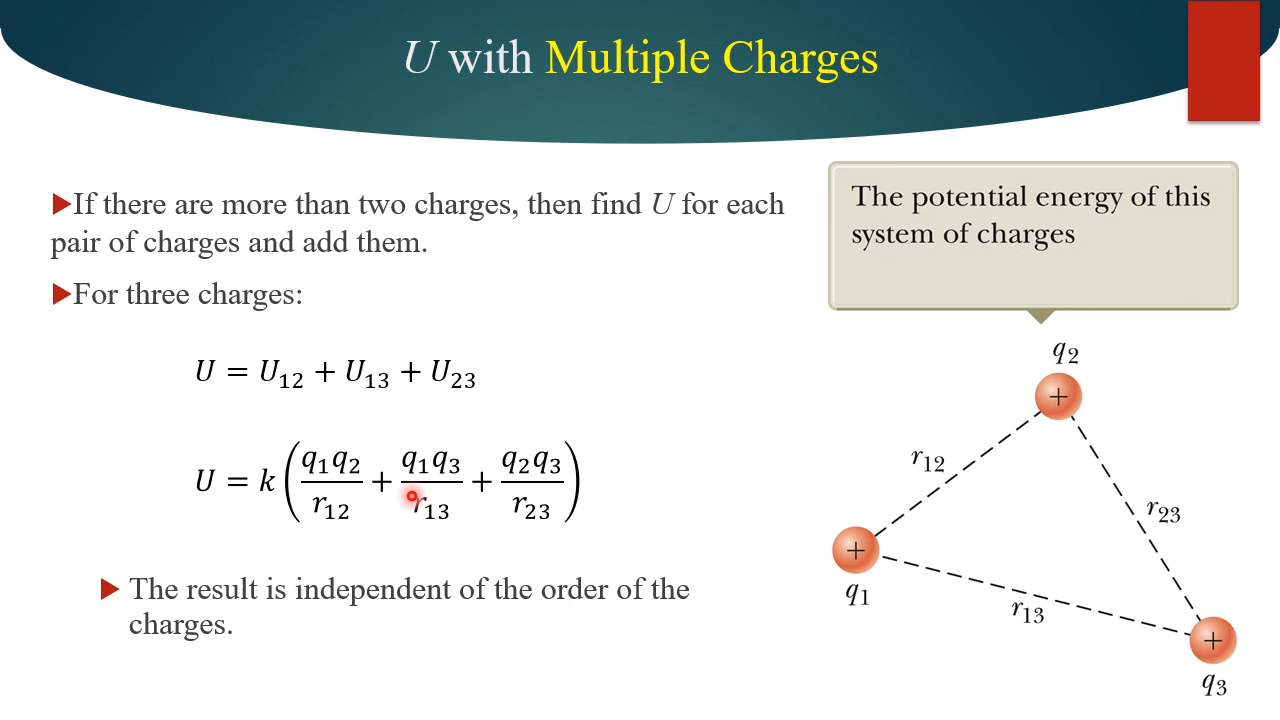 U with Multiple Charges
▶If there are more than two charges, then find U for each
pair of charges and add them.
▶For three charges:
U = U₁₂ + U₁₃ + U₂₃
U = k(q₁q₂/r₁₂ + q₁q₃/r₁₃ + q₂q₃/r₂₃)
▶ The result is independent of the order of the
charges.
The potential energy of this
system of charges
q₂
+
r₁₂
r₂₃
+
q₁
r₁₃
+
q₃